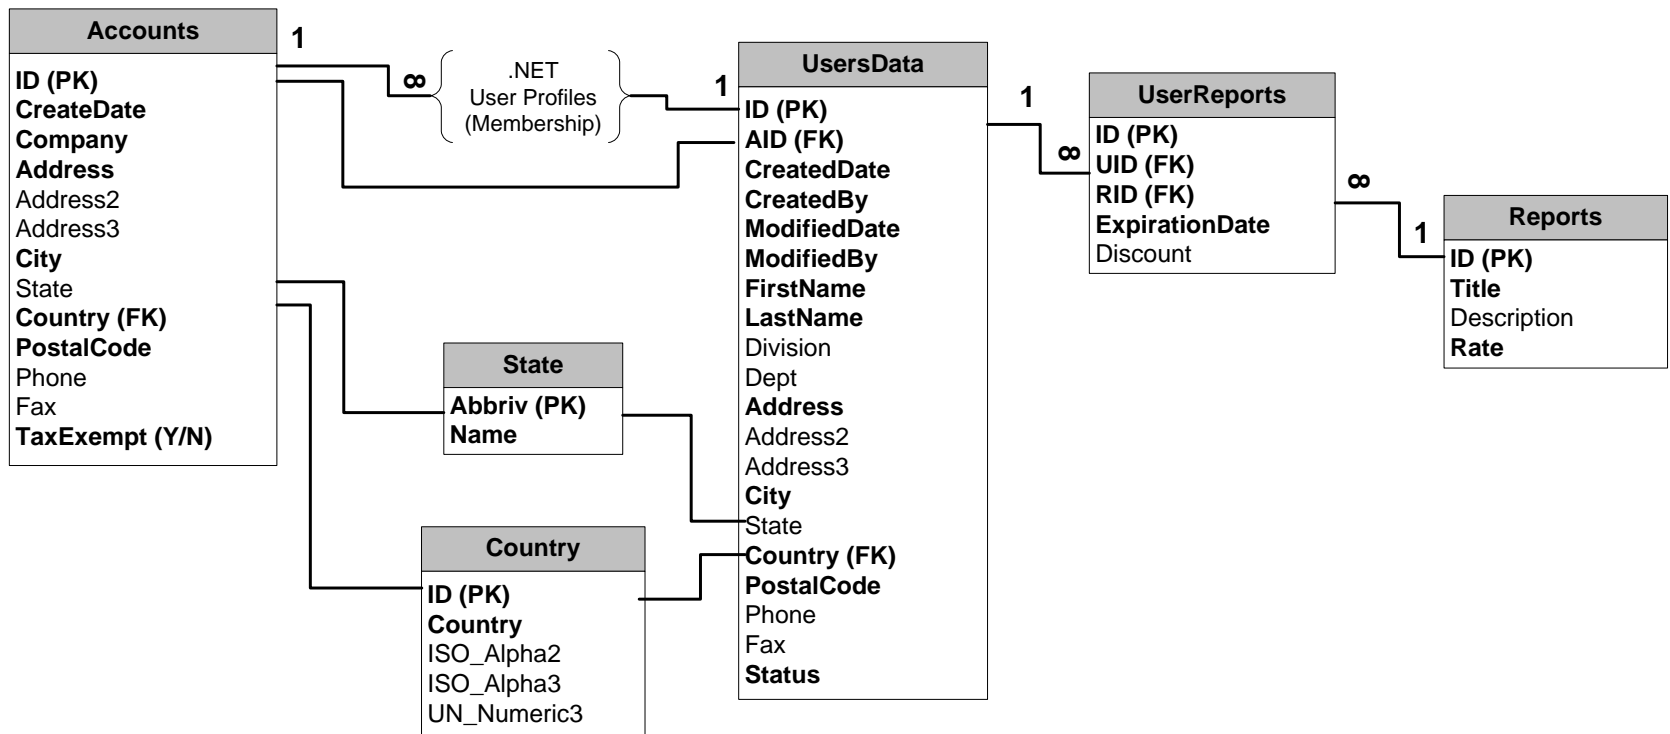 Accounts
ID (PK)
CreateDate
Company
Address
Address2
Address3
City
State
Country (FK)
PostalCode
Phone
Fax
TaxExempt (Y/N)
1
∞
.NET
User Profiles
(Membership)
1
State
Abbriv (PK)
Name
Country
ID (PK)
Country
ISO_Alpha2
ISO_Alpha3
UN_Numeric3
UsersData
ID (PK)
AID (FK)
CreatedDate
CreatedBy
ModifiedDate
ModifiedBy
FirstName
LastName
Division
Dept
Address
Address2
Address3
City
State
Country (FK)
PostalCode
Phone
Fax
Status
1
∞
UserReports
ID (PK)
UID (FK)
RID (FK)
ExpirationDate
Discount
∞
1
Reports
ID (PK)
Title
Description
Rate